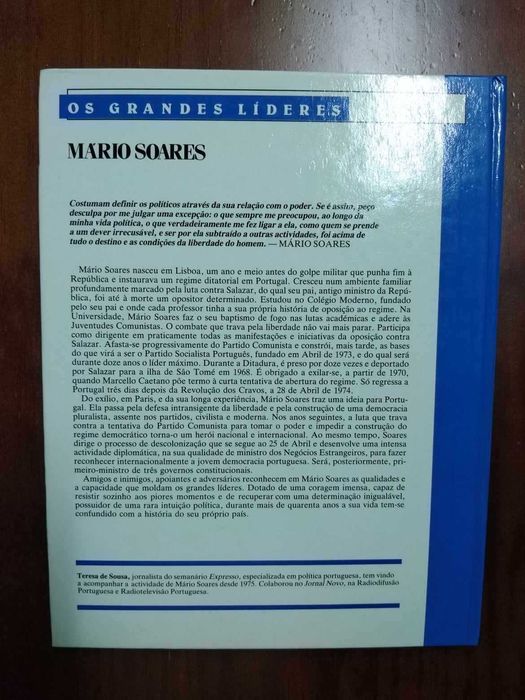 OS GRANDES LÍDERES
MÁRIO SOARES
Costumam definir os políticos através da sua relação com o poder. Se é assim, peço
desculpa por me julgar uma excepção: o que sempre me preocupou, ao longo da
minha vida política, o que verdadeiramente me fez ligar a ela, como quem se prende
a um dever irrecusável, e ser por ela subtraído a outras actividades, foi acima de
tudo o destino e as condições da liberdade do homem. — MÁRIO SOARES
Mário Soares nasceu em Lisboa, um ano e meio antes do golpe militar que punha fim à
República e instaurava um regime ditatorial em Portugal. Cresceu num ambiente familiar
profundamente marcado pela luta contra Salazar, do qual seu pai, antigo ministro da Repú-
blica, foi até à morte um opositor determinado. Estudou no Colégio Moderno, fundado
pelo seu pai e onde cada professor tinha a sua própria história de oposição ao regime. Na
Universidade, Mário Soares faz o seu baptismo de fogo nas lutas académicas e adere às
Juventudes Comunistas. O combate que trava pela liberdade não vai mais parar. Participa
como dirigente em praticamente todas as manifestações e iniciativas da oposição contra
Salazar. Afasta-se progressivamente do Partido Comunista e constrói, mais tarde, as bases
do que virá a ser o Partido Socialista Português, fundado em Abril de 1973, e do qual será
durante doze anos o líder máximo. Durante a Ditadura, é preso por doze vezes e deportado
por Salazar para a ilha de São Tomé em 1968. É obrigado a exilar-se, a partir de 1970,
quando Marcello Caetano põe termo à curta tentativa de abertura do regime. Só regressa a
Portugal três dias depois da Revolução dos Cravos, a 28 de Abril de 1974.
Do exílio, em Paris, e da sua longa experiência, Mário Soares traz uma ideia para Portu-
gal. Ela passa pela defesa intransigente da liberdade e pela construção de uma democracia
pluralista, assente nos partidos, civilista e moderna. Nos anos seguintes, a luta que trava
contra a tentativa do Partido Comunista para tomar o poder e impedir a construção do
regime democrático torna-o um herói nacional e internacional. Ao mesmo tempo, Soares
dirige o processo de descolonização que se segue ao 25 de Abril e desenvolve uma intensa
actividade diplomática, na sua qualidade de ministro dos Negócios Estrangeiros, para fazer
reconhecer internacionalmente a jovem democracia portuguesa. Será, posteriormente, pri-
meiro-ministro de três governos constitucionais.
Amigos e inimigos, apoiantes e adversários reconhecem em Mário Soares as qualidades e
a capacidade que moldam os grandes líderes. Dotado de uma coragem imensa, capaz de
resistir sozinho aos piores momentos e de recuperar com uma determinação inigualável,
possuidor de uma rara intuição política, durante mais de quarenta anos a sua vida tem-se
confundido com a história do seu próprio país.
Teresa de Sousa, jornalista do semanário Expresso, especializada em política portuguesa, tem vindo
a acompanhar a actividade de Mário Soares desde 1975. Colaborou no Jornal Novo, na Radiodifusão
Portuguesa e Radiotelevisão Portuguesa.